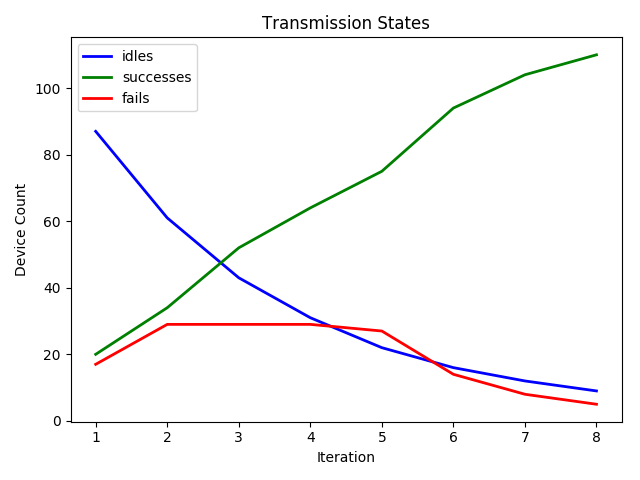 Transmission States
idles
successes
fails
Device Count
100
80
60
40
20
0
1 2 3 4 5 6 7 8
Iteration